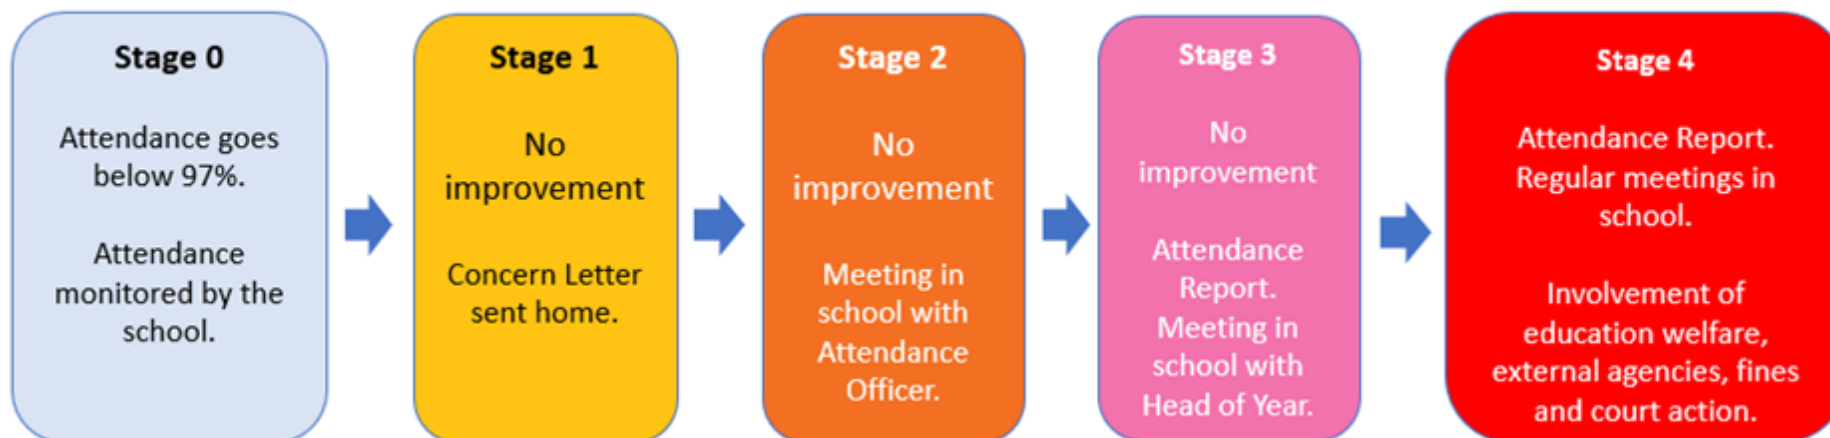 Stage 0
Attendance goes
below 97%.
Attendance
monitored by the
school.
Stage 1
No
improvement
Concern Letter
sent home.
Stage 2
No
improvement
Meeting in
school with
Attendance
Officer.
Stage 3
No
improvement
Attendance
Report.
Meeting in
school with
Head of Year.
Stage 4
Attendance Report.
Regular meetings in
school.
Involvement of
education welfare,
external agencies, fines
and court action.